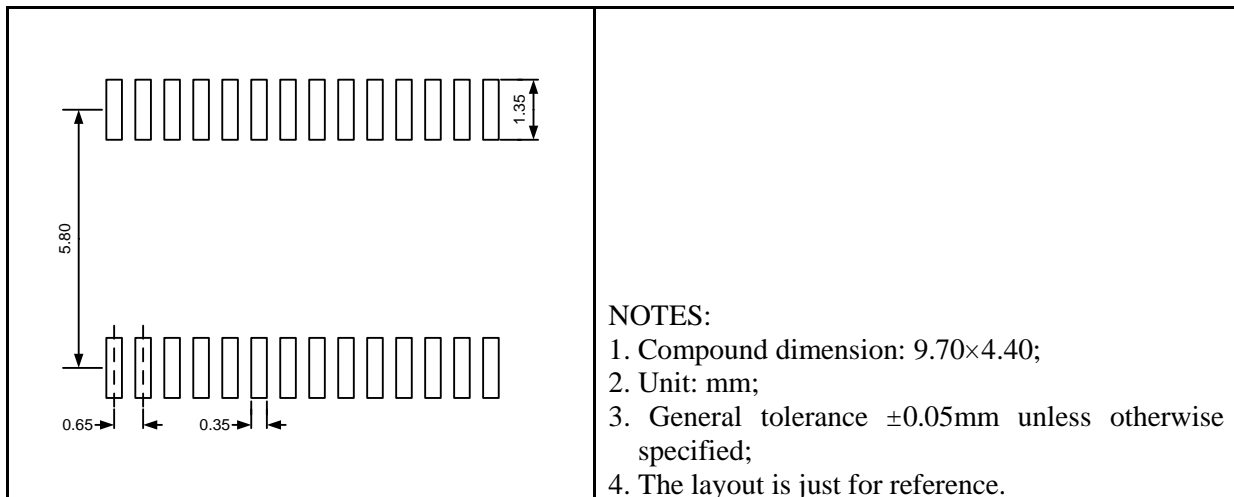 1.35
5.80
0.65
0.35
NOTES:
1. Compound dimension: 9.70×4.40;
2. Unit: mm;
3. General tolerance ±0.05mm unless otherwise
specified;
4. The layout is just for reference.